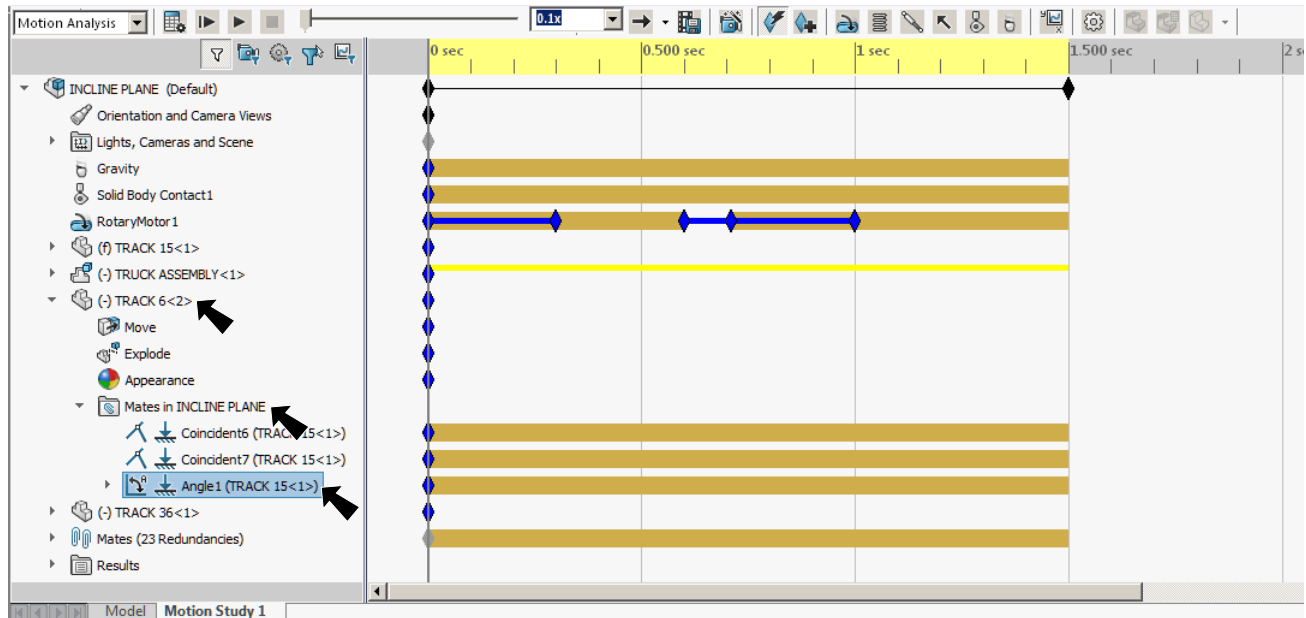 Motion Analysis 0.1x
0 sec 0.500 sec 1 sec 1.500 sec 2 s
INCLINE PLANE (Default)
Orientation and Camera Views
Lights, Cameras and Scene
Gravity
Solid Body Contact1
RotaryMotor1
(f) TRACK 15<1>
(-) TRUCK ASSEMBLY<1>
(-) TRACK 6<2>
Move
Explode
Appearance
Mates in INCLINE PLANE
Coincident6 (TRACK 15<1>)
Coincident7 (TRACK 15<1>)
Angle1 (TRACK 15<1>)
(-) TRACK 36<1>
Mates (23 Redundancies)
Results
Model Motion Study 1